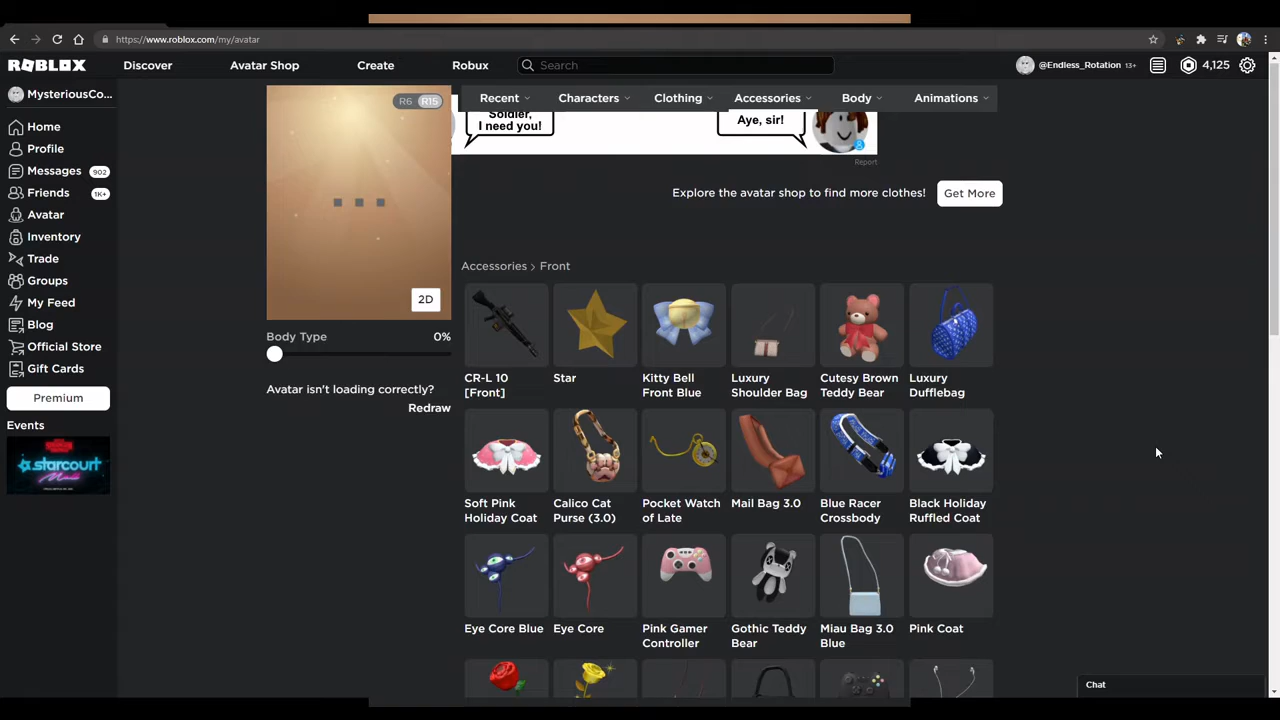 https://www.roblox.com/my/avatar
ROBLOX
Discover
Avatar Shop
Create
Robux
Search
@Endless_Rotation 13+
4,125
MysteriousCo...
Home
Profile
Messages
902
Friends
1K+
Avatar
Inventory
Trade
Groups
My Feed
Blog
Official Store
Gift Cards
Premium
Events
starcourt
R6
R15
2D
Body Type
0%
Avatar isn't loading correctly?
Redraw
Recent
Characters
Clothing
Accessories
Body
Animations
Soldier,
I need you!
Aye, sir!
Report
Explore the avatar shop to find more clothes!
Get More
Accessories > Front
CR-L 10
[Front]
Star
Kitty Bell
Front Blue
Luxury
Shoulder Bag
Cutesy Brown
Teddy Bear
Luxury
Dufflebag
Soft Pink
Holiday Coat
Calico Cat
Purse (3.0)
Pocket Watch
of Late
Mail Bag 3.0
Blue Racer
Crossbody
Black Holiday
Ruffled Coat
Eye Core Blue
Eye Core
Pink Gamer
Controller
Gothic Teddy
Bear
Miau Bag 3.0
Blue
Pink Coat
Chat